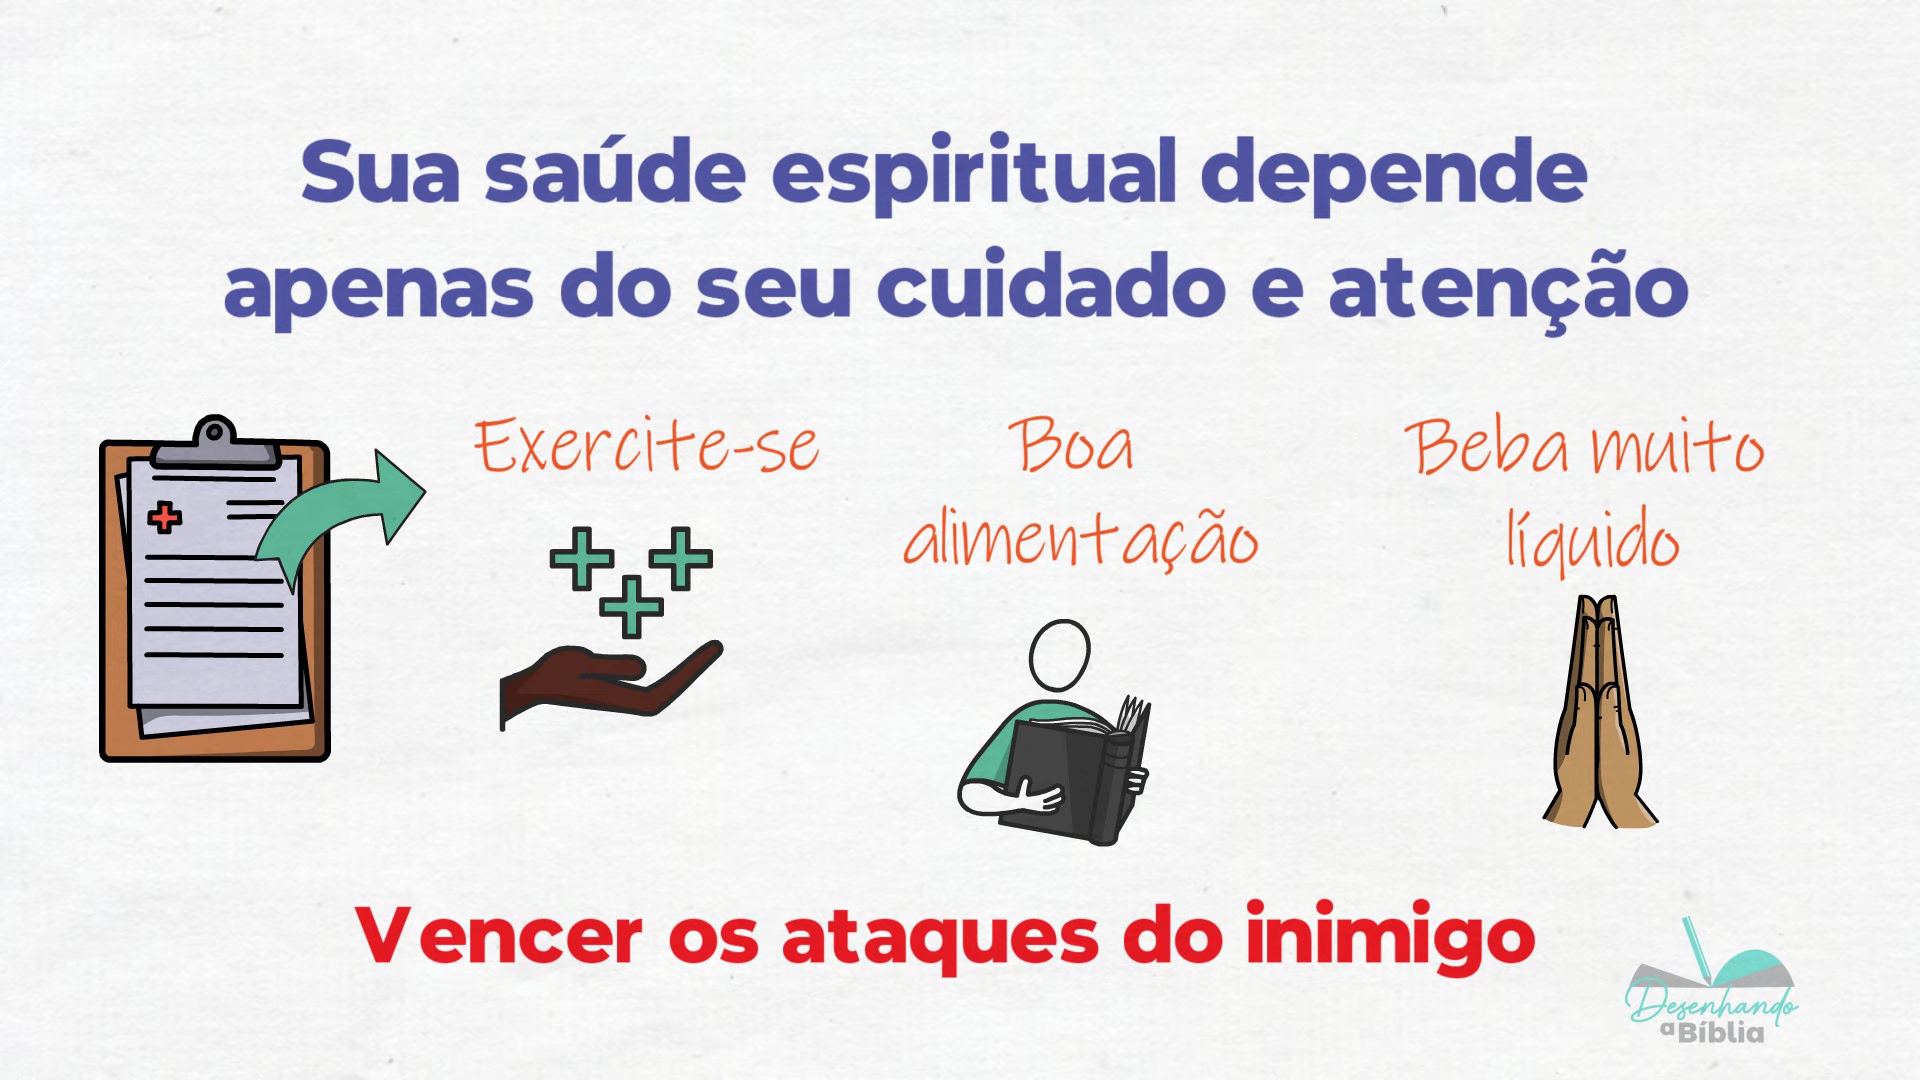 Sua saúde espiritual depende
apenas do seu cuidado e atenção
Exercite-se
Boa
alimentação
Beba muito
líquido
Vencer os ataques do inimigo
Desenhando
a Bíblia